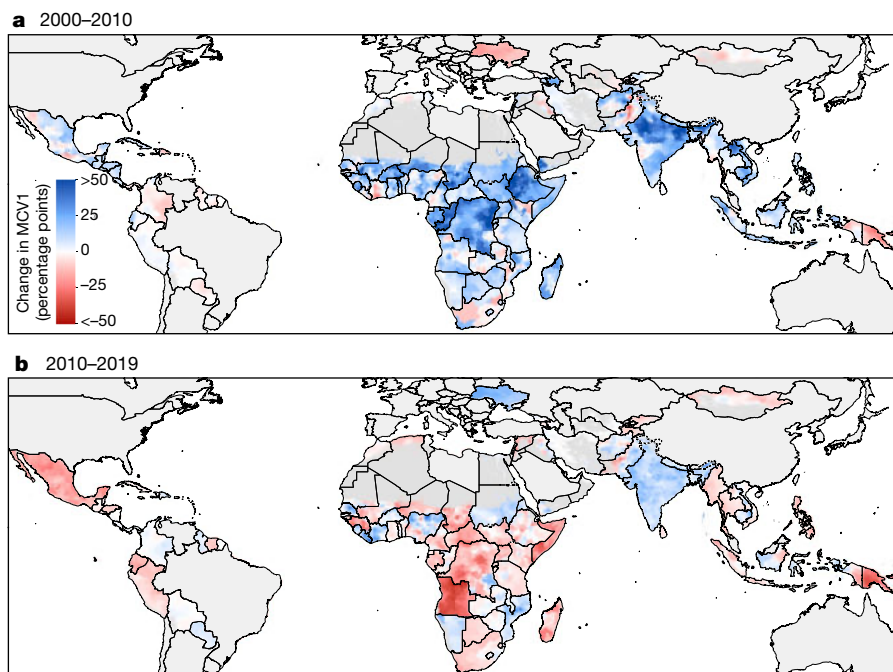 a 2000–2010
Change in MCV1
(percentage points)
>50
25
0
−25
<−50
b 2010–2019